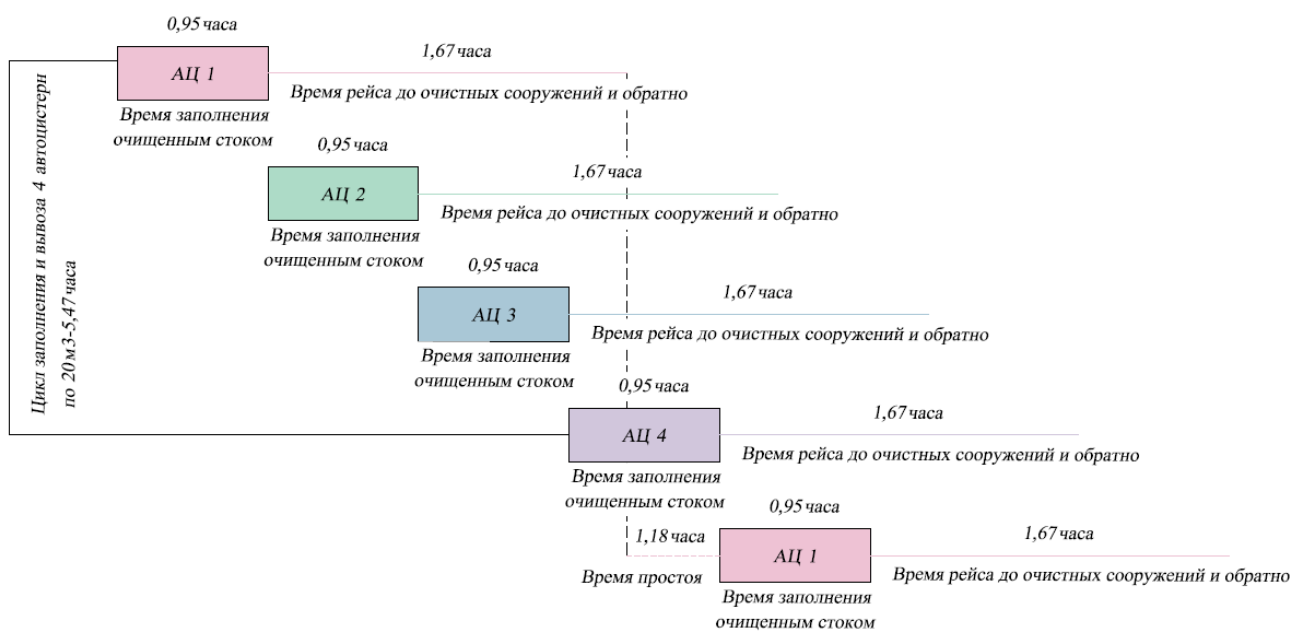 0,95 часа
1,67 часа
АЦ 1
Время рейса до очистных сооружений и обратно
Время заполнения
очищенным стоком
0,95 часа
1,67 часа
АЦ 2
Время рейса до очистных сооружений и обратно
Время заполнения
очищенным стоком
0,95 часа
1,67 часа
АЦ 3
Время рейса до очистных сооружений и обратно
Время заполнения
очищенным стоком
0,95 часа
1,67 часа
АЦ 4
Время рейса до очистных сооружений и обратно
Время заполнения
очищенным стоком
0,95 часа
1,18 часа
1,67 часа
АЦ 1
Время простоя
Время рейса до очистных сооружений и обратно
Время заполнения
очищенным стоком
Цикл заполнения и вывоза 4 автоцистерн
по 20 м3-5,47 часа